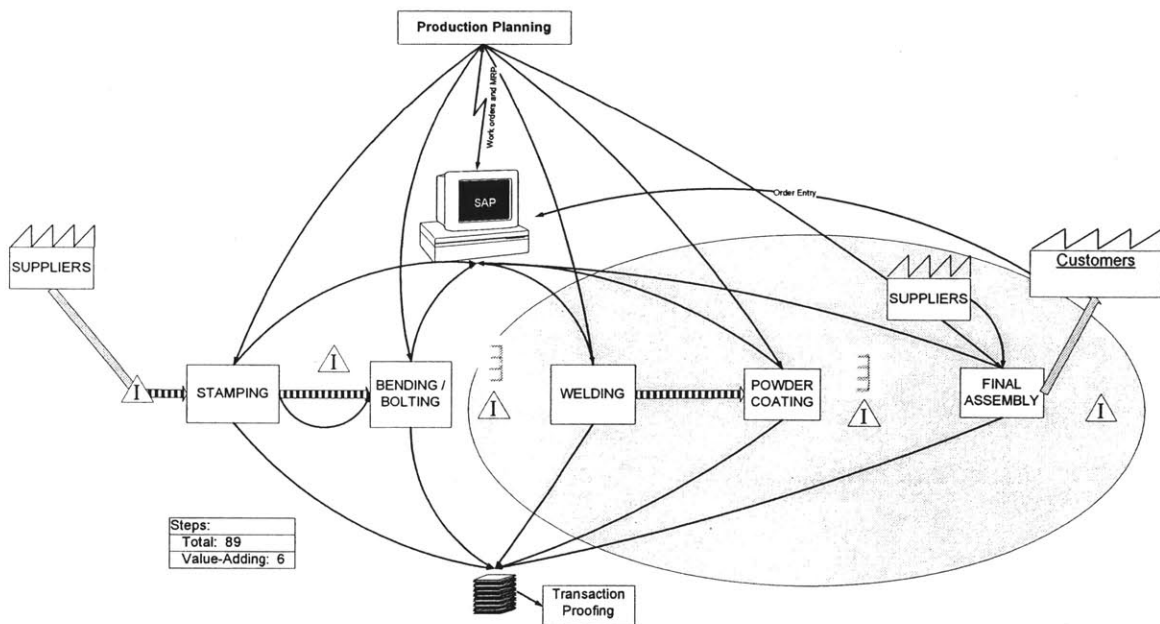 Production Planning
Work orders and MRP
SAP
Order Entry
SUPPLIERS
Customers
SUPPLIERS
I
I
I
I
I
STAMPING
BENDING /
BOLTING
WELDING
POWDER
COATING
FINAL
ASSEMBLY
Steps:
Total: 89
Value-Adding: 6
Transaction
Proofing